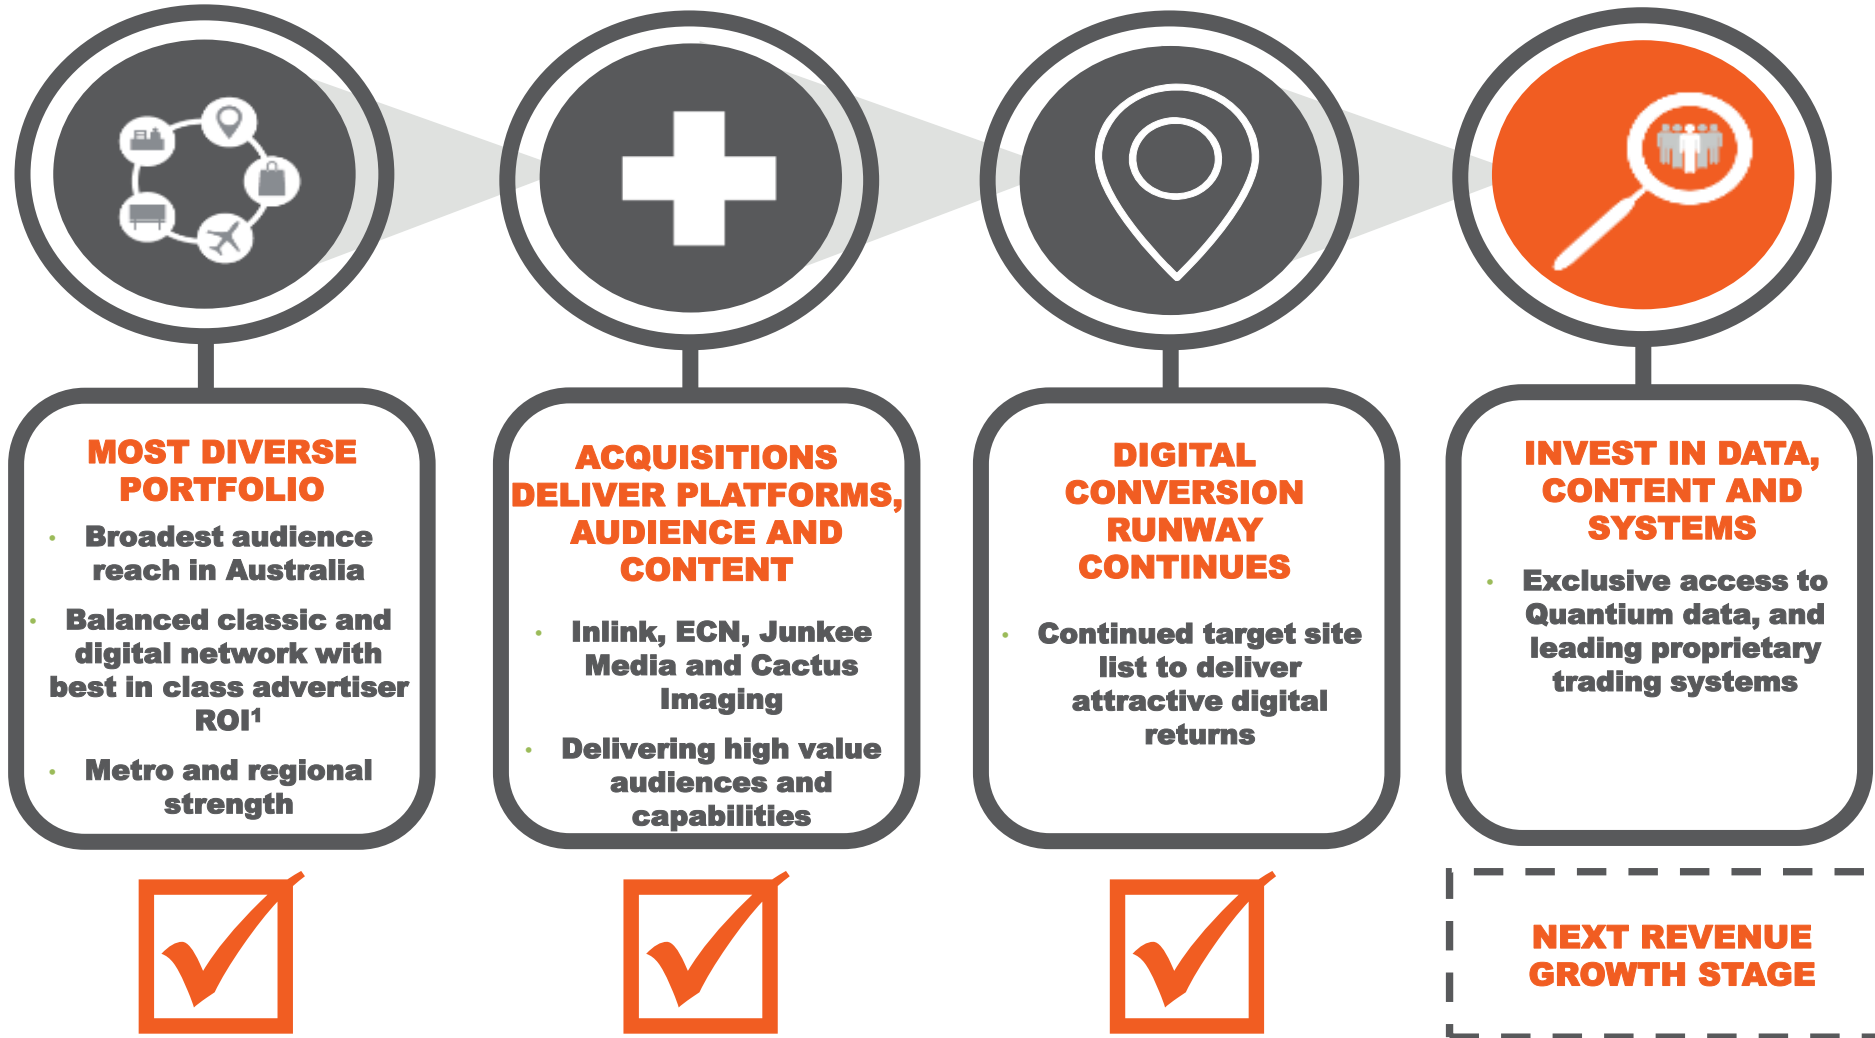 MOST DIVERSE
PORTFOLIO
• Broadest audience
reach in Australia
• Balanced classic and
digital network with
best in class advertiser
ROI¹
• Metro and regional
strength
ACQUISITIONS
DELIVER PLATFORMS,
AUDIENCE AND
CONTENT
• Inlink, ECN, Junkee
Media and Cactus
Imaging
• Delivering high value
audiences and
capabilities
DIGITAL
CONVERSION
RUNWAY
CONTINUES
• Continued target site
list to deliver
attractive digital
returns
INVEST IN DATA,
CONTENT AND
SYSTEMS
• Exclusive access to
Quantium data, and
leading proprietary
trading systems
NEXT REVENUE
GROWTH STAGE